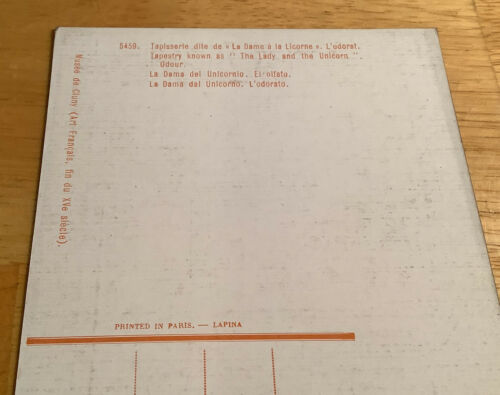 5459. Tapisserie dite de « La Dame à la Licorne ». L'odorat.
Tapestry known as " The Lady and the Unicorn ".
Odour.
La Dama del Unicornio. El olfato.
La Dama del Unicorno. L'odorato.
Musée de Cluny (Art Français, fin du XVe siècle).
PRINTED IN PARIS. — LAPINA